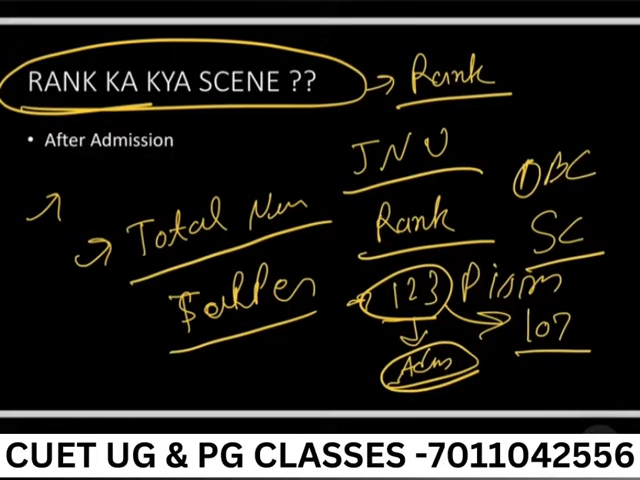 RANK KA KYA SCENE ??
Rank
• After Admission
JNU
OBC
Total Num
Rank
SC
123
107
Adm
CUET UG & PG CLASSES -7011042556